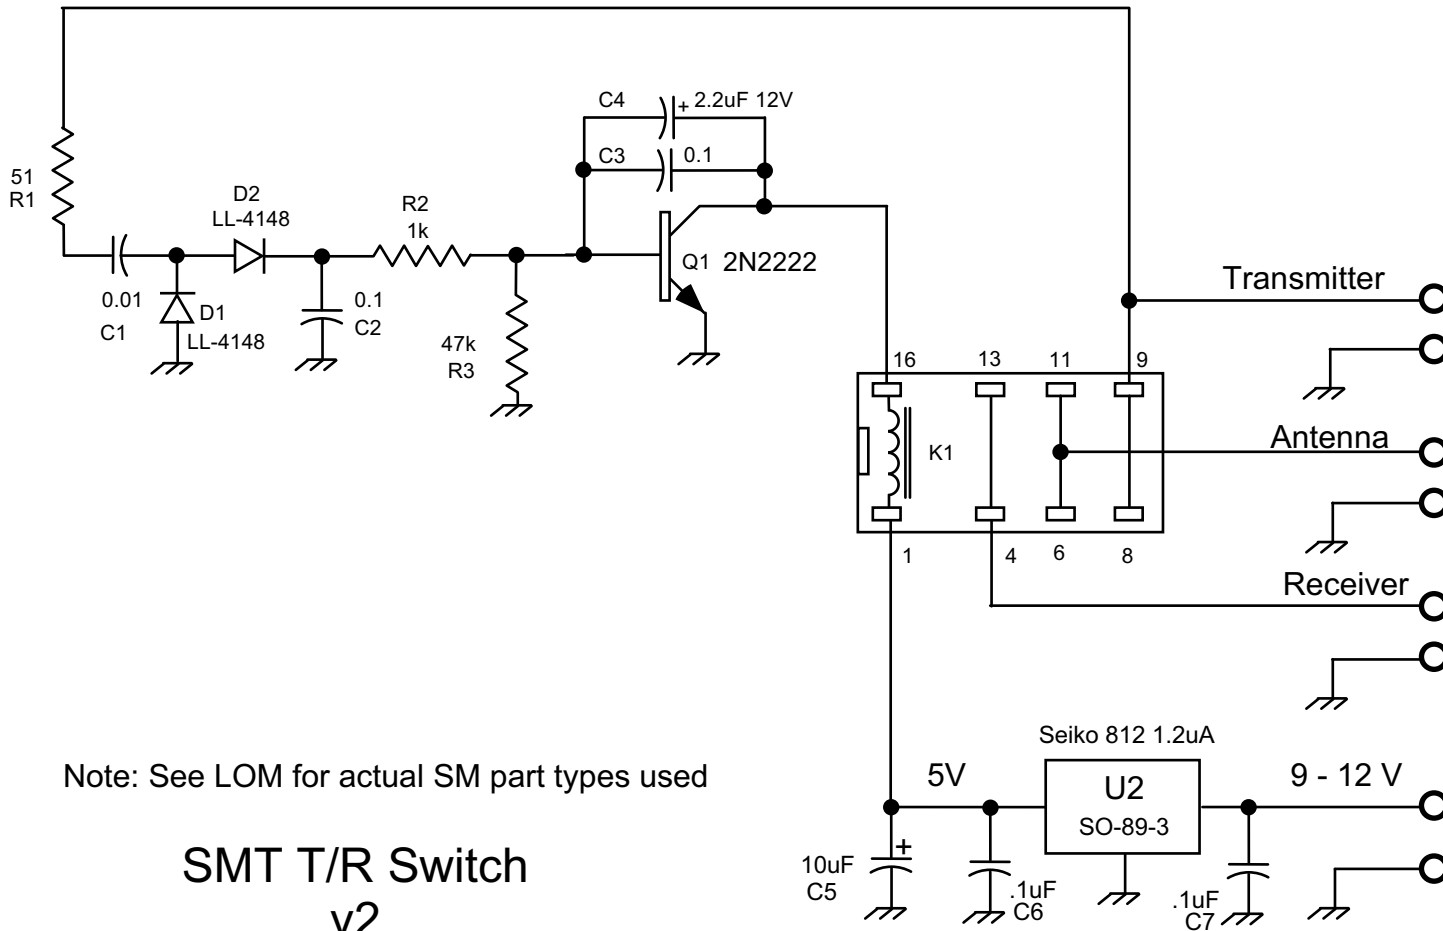 C4
+ 2.2uF 12V
C3
0.1
51
R1
D2
LL-4148
R2
1k
Q1 2N2222
0.01
C1
D1
LL-4148
0.1
C2
47k
R3
Transmitter
16 13 11 9
K1
Antenna
1 4 6 8
Receiver
Seiko 812 1.2uA
Note: See LOM for actual SM part types used
5V
U2
SO-89-3
9 - 12 V
+
10uF
C5
.1uF
C6
.1uF
C7
SMT T/R Switch
v2